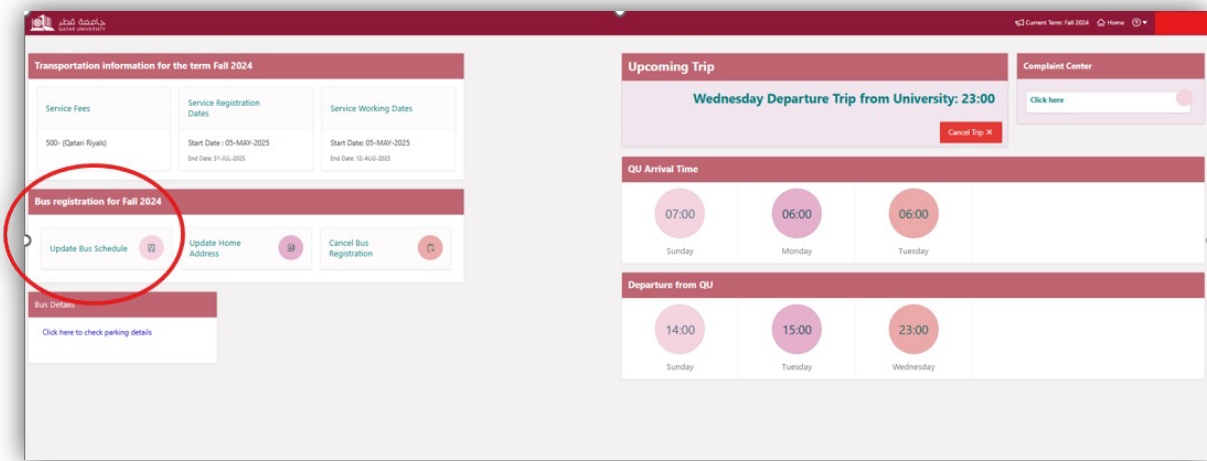 جامعة قطر
QATAR UNIVERSITY
Current Term: Fall 2024 Home
Transportation information for the term Fall 2024
Service Fees
500- (Qatari Riyals)
Service Registration
Dates
Start Date : 05-MAY-2025
End Date: 31-JUL-2025
Service Working Dates
Start Date: 05-MAY-2025
End Date: 12-AUG-2025
Bus registration for Fall 2024
Update Bus Schedule
Update Home
Address
Cancel Bus
Registration
Bus Details
Click here to check parking details
Upcoming Trip
Wednesday Departure Trip from University: 23:00
Cancel Trip X
Complaint Center
Click here
QU Arrival Time
07:00 06:00 06:00
Sunday Monday Tuesday
Departure from QU
14:00 15:00 23:00
Sunday Tuesday Wednesday